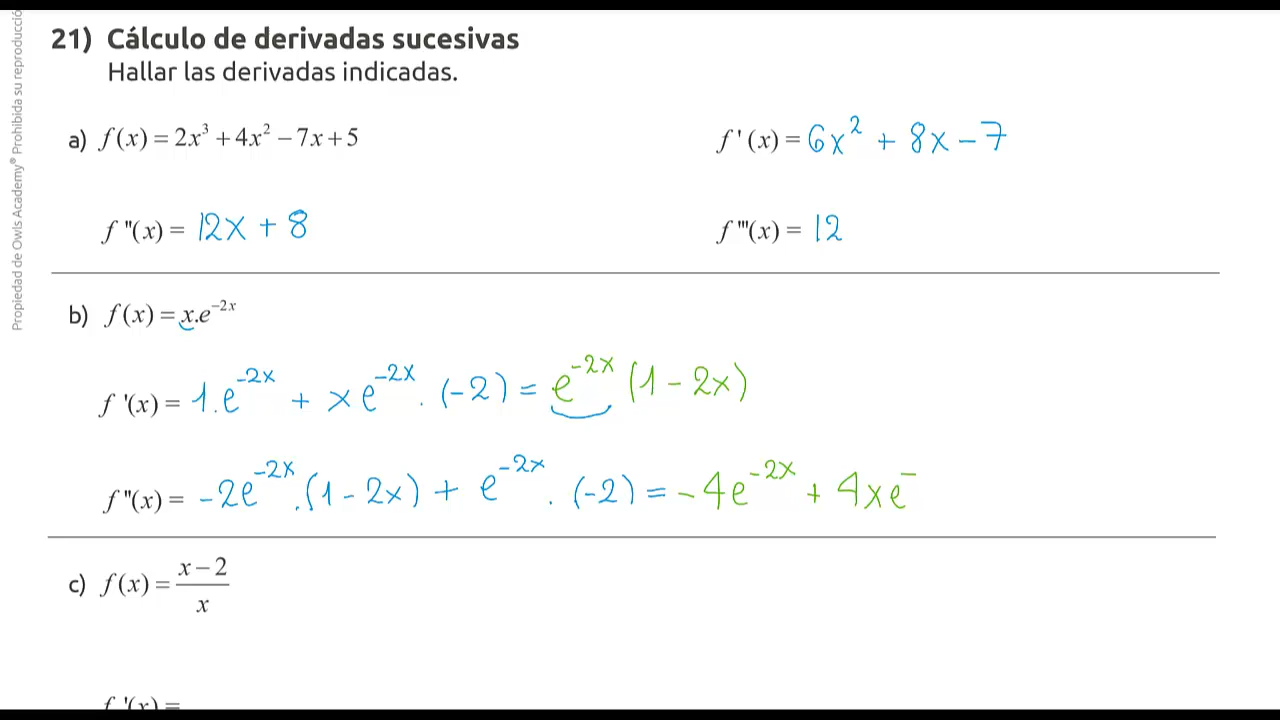 Propiedad de Owls Academy® Prohibida su reproducció
21) Cálculo de derivadas sucesivas
Hallar las derivadas indicadas.
a) f(x) = 2x³ + 4x² − 7x + 5
f '(x) = 6x² + 8x − 7
f ''(x) = 12x + 8
f '''(x) = 12
b) f(x) = x.e⁻²ˣ
f '(x) = 1.e⁻²ˣ + xe⁻²ˣ . (−2) = e⁻²ˣ (1 − 2x)
f ''(x) = −2e⁻²ˣ.(1 − 2x) + e⁻²ˣ . (−2) = −4e⁻²ˣ + 4xe⁻
c) f(x) = (x − 2)/x
f '(x) =